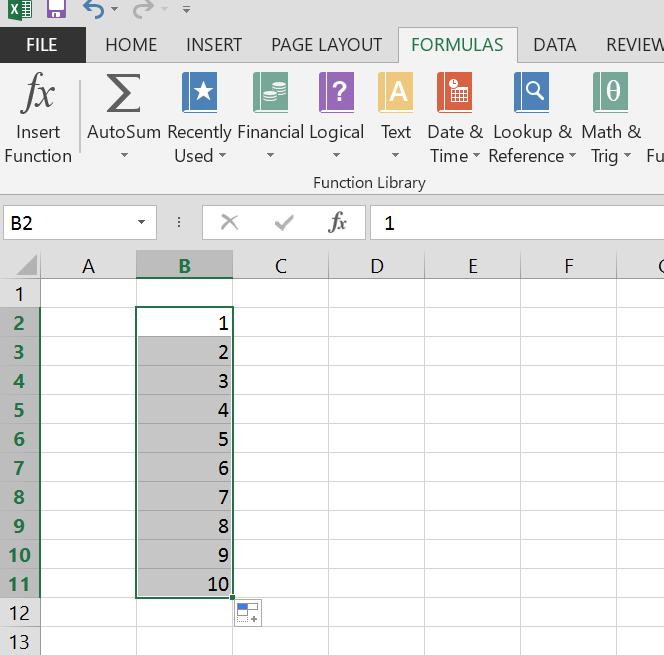 FILE HOME INSERT PAGE LAYOUT FORMULAS DATA REVIEW
fx Σ ? A θ
Insert AutoSum Recently Financial Logical Text Date & Lookup & Math &
Function Used Time Reference Trig Fu
Function Library
B2 fx 1
A B C D E F
1
2 1
3 2
4 3
5 4
6 5
7 6
8 7
9 8
10 9
11 10
12
13